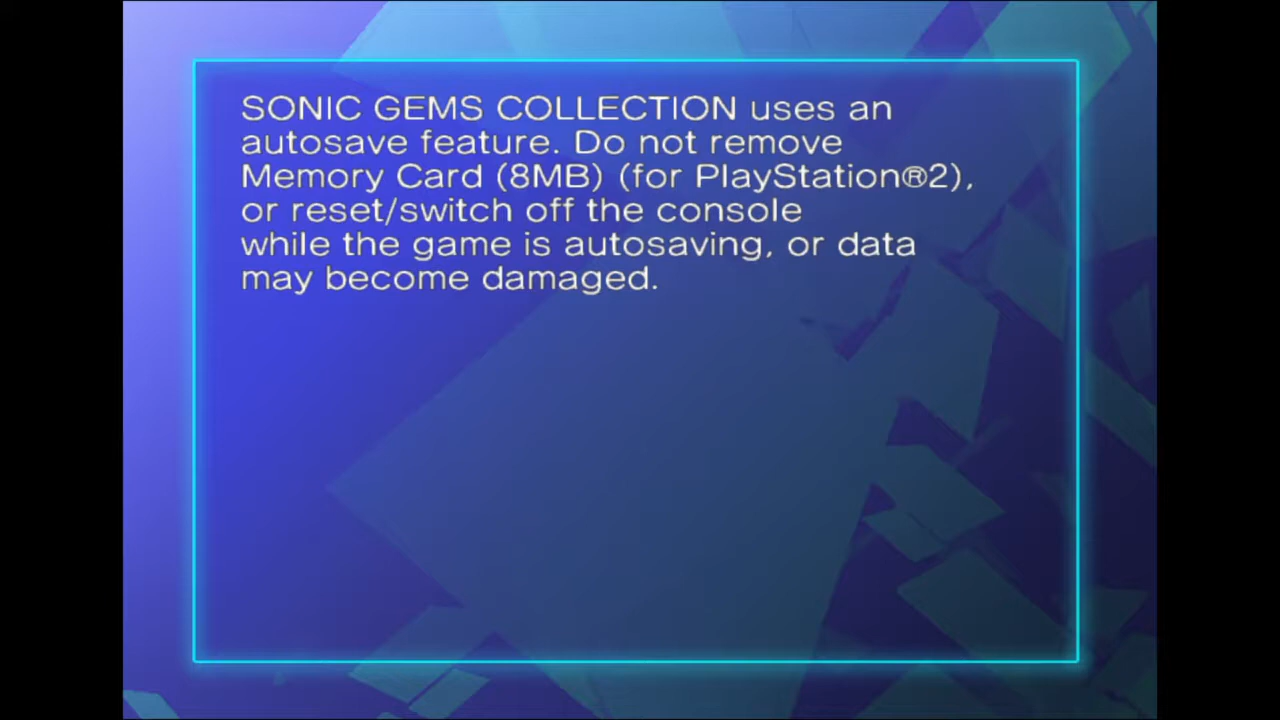 SONIC GEMS COLLECTION uses an
autosave feature. Do not remove
Memory Card (8MB) (for PlayStation®2),
or reset/switch off the console
while the game is autosaving, or data
may become damaged.